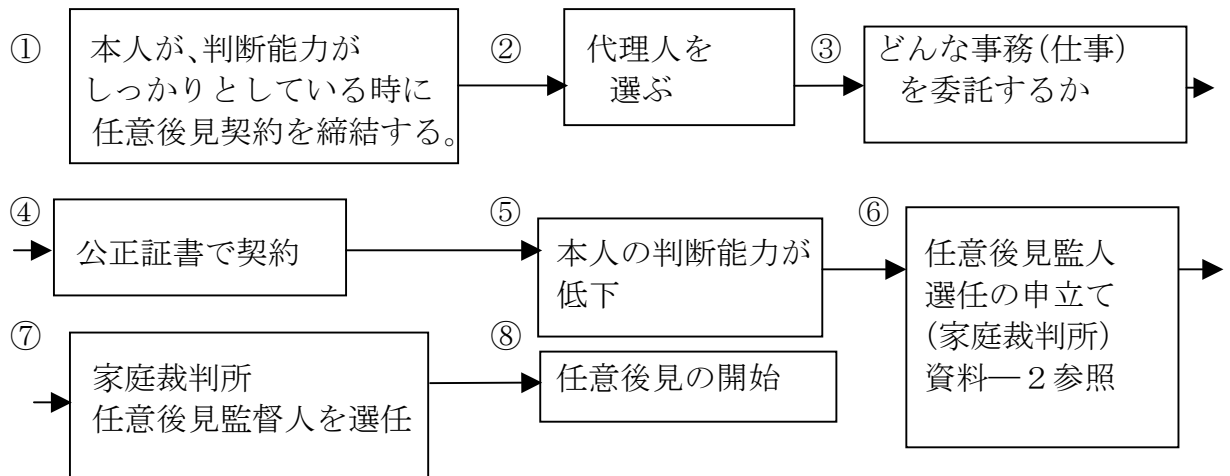 ①
本人が、判断能力が
しっかりとしている時に
任意後見契約を締結する。
②
代理人を
選ぶ
③
どんな事務(仕事)
を委託するか
④
公正証書で契約
⑤
本人の判断能力が
低下
⑥
任意後見監人
選任の申立て
(家庭裁判所)
資料―2参照
⑦
家庭裁判所
任意後見監督人を選任
⑧
任意後見の開始